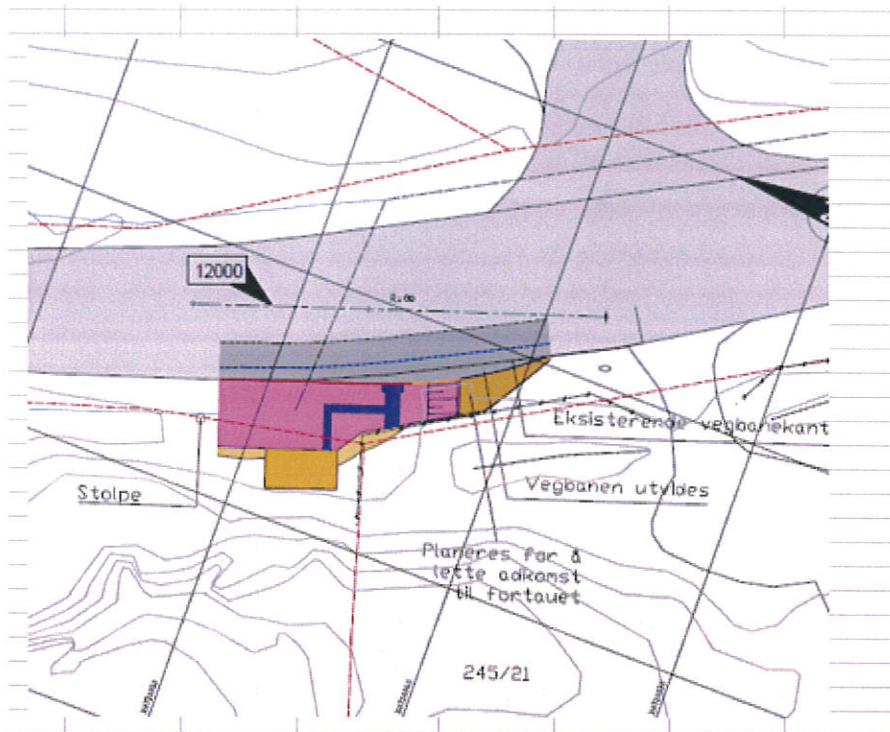 12000
Eksisterende vegbanekant
Stolpe
Vegbanen utvides
Planeres for å
lette adkomst
til fortauet
245/21